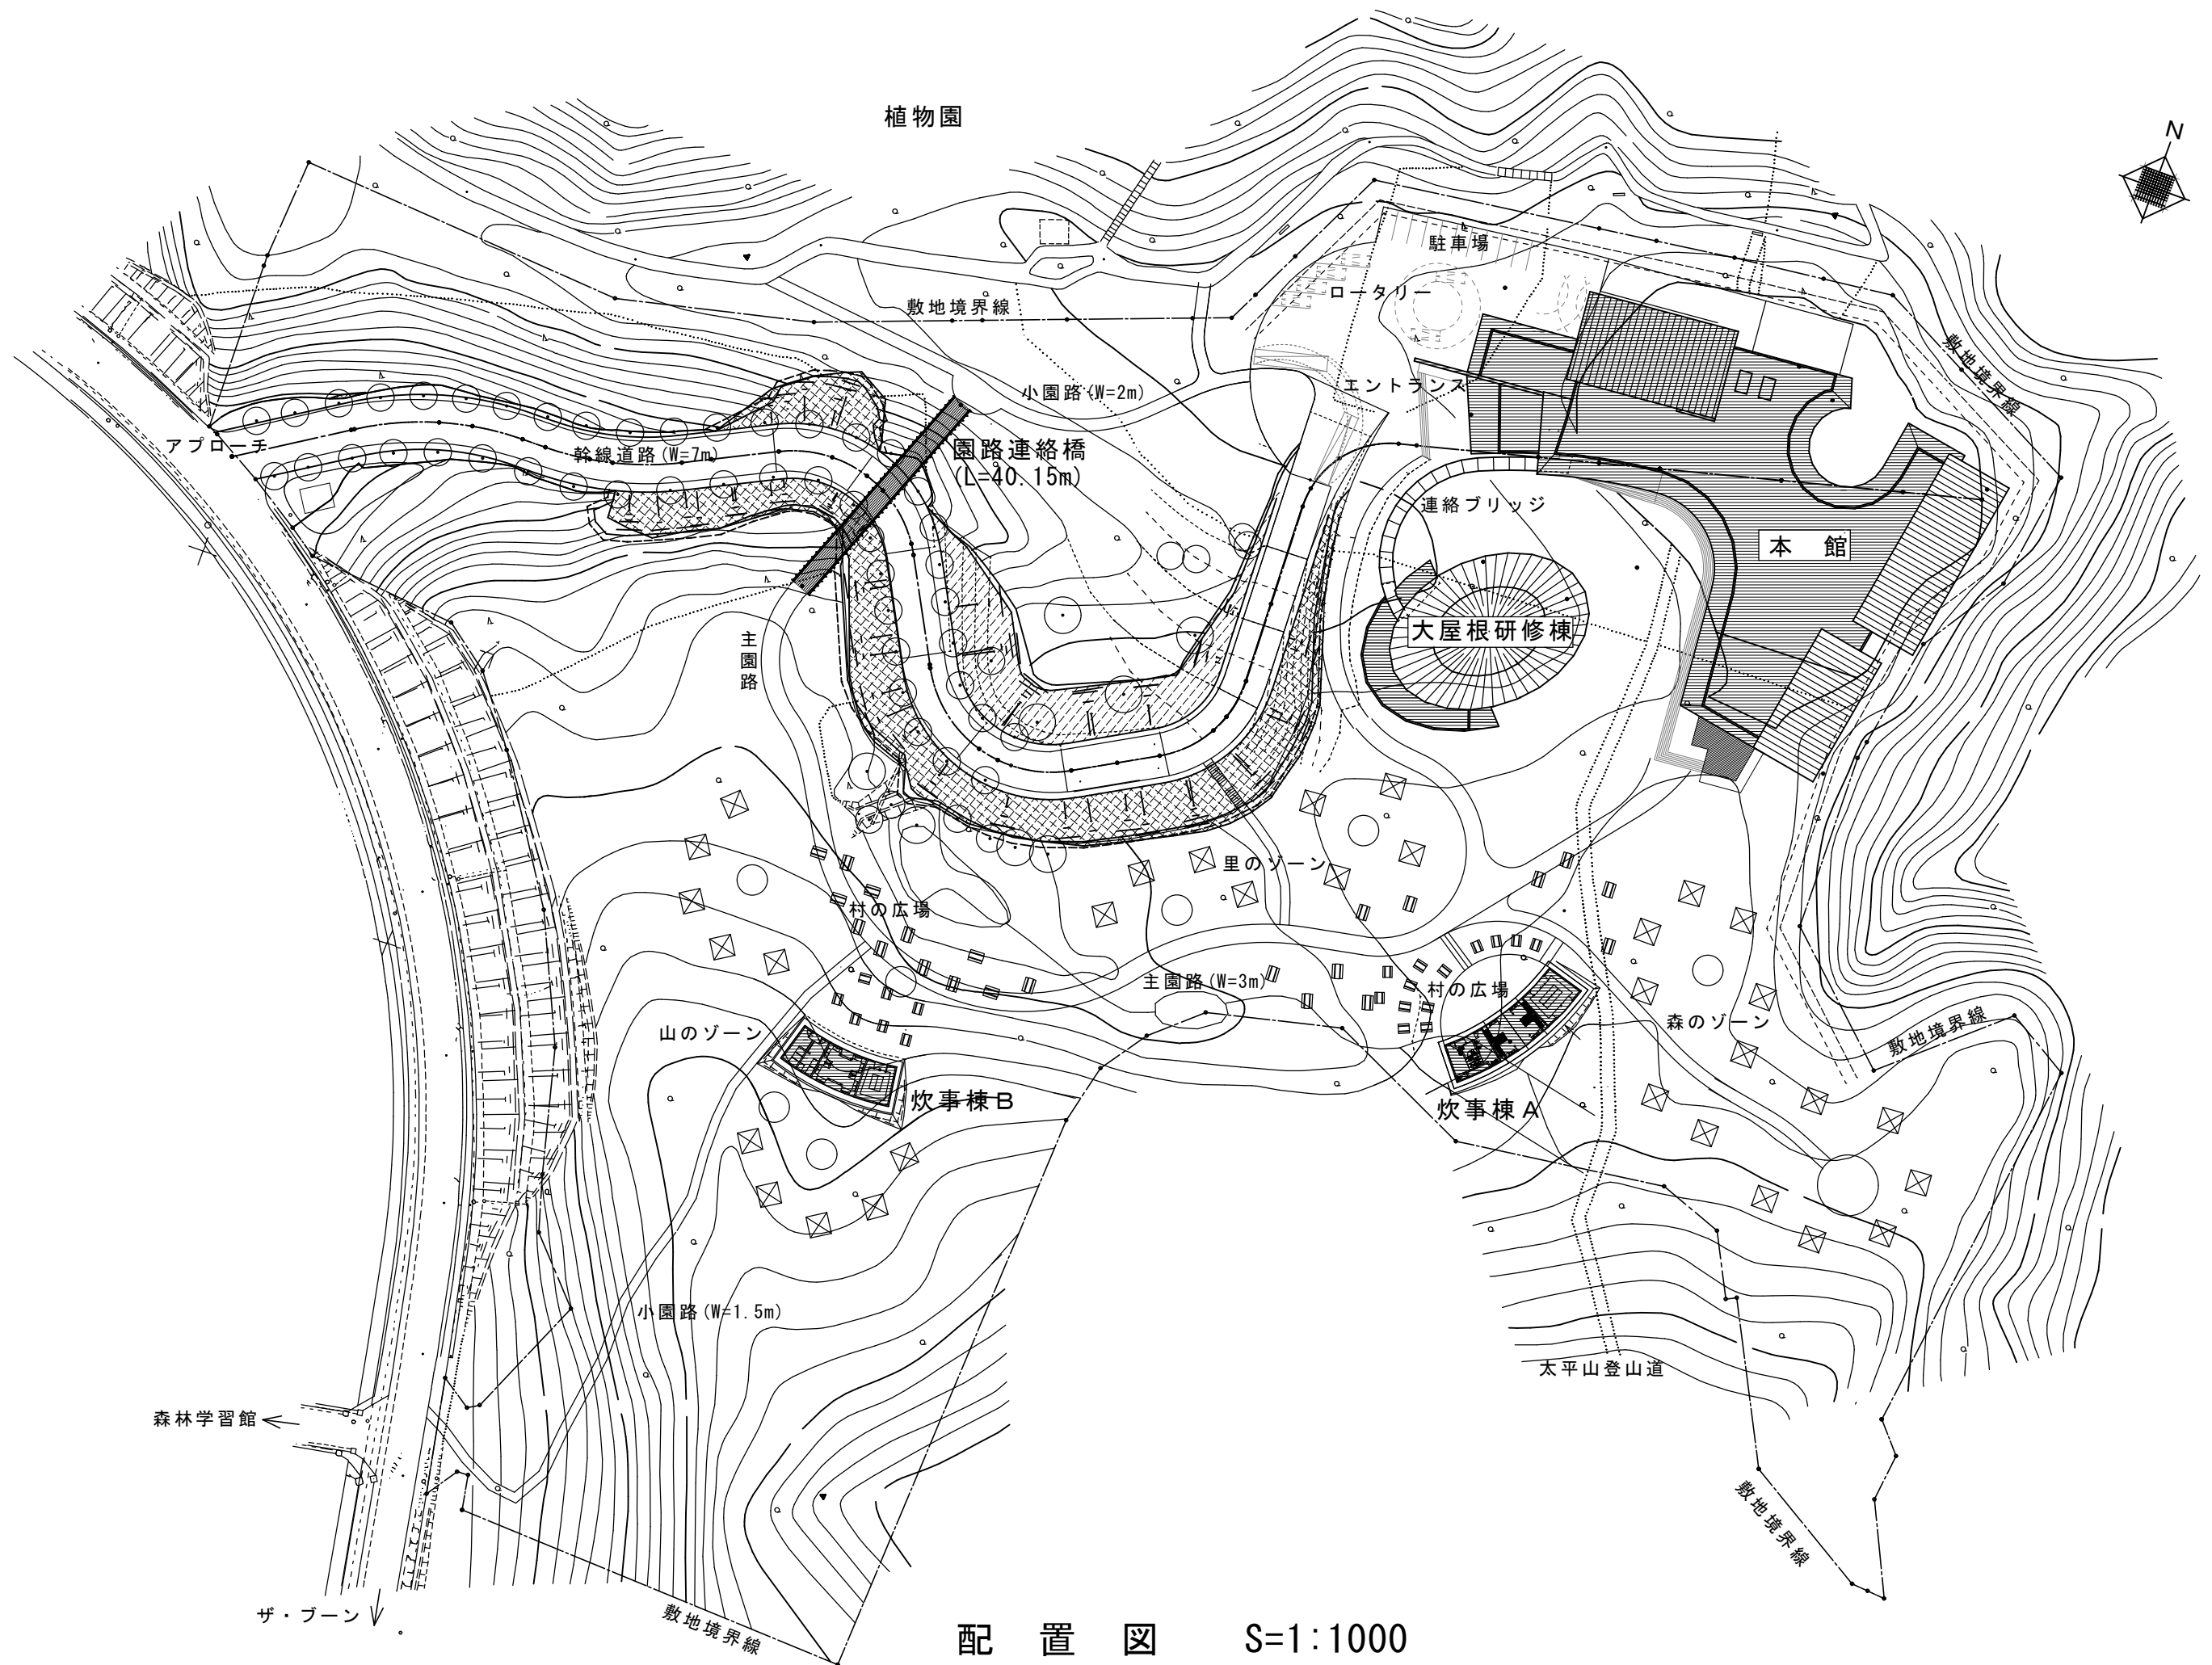 植物園
N
駐車場
ロータリー
敷地境界線
敷地境界線
小園路(W=2m)
エントランス
アプローチ
幹線道路(W=7m)
園路連絡橋
(L=40.15m)
連絡ブリッジ
本 館
大屋根研修棟
主園路
里のゾーン
村の広場
主園路(W=3m)
村の広場
山のゾーン
森のゾーン
敷地境界線
炊事棟B
炊事棟A
小園路(W=1.5m)
太平山登山道
森林学習館
敷地境界線
ザ・ブーン
敷地境界線
配 置 図 S=1:1000